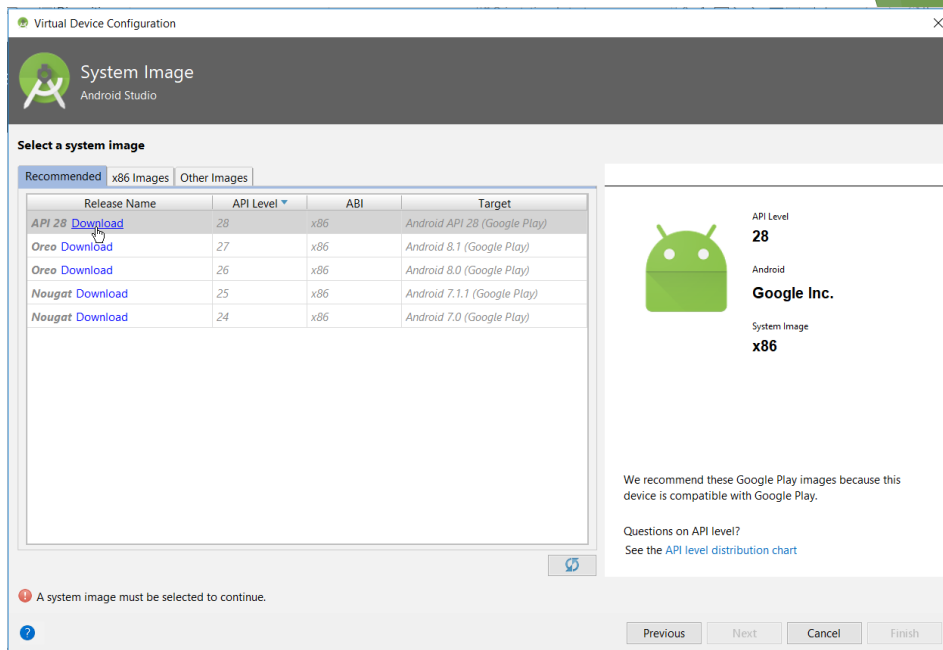 Virtual Device Configuration
System Image
Android Studio
Select a system image
Recommended x86 Images Other Images
Release Name API Level ABI Target
API 28 Download 28 x86 Android API 28 (Google Play)
Oreo Download 27 x86 Android 8.1 (Google Play)
Oreo Download 26 x86 Android 8.0 (Google Play)
Nougat Download 25 x86 Android 7.1.1 (Google Play)
Nougat Download 24 x86 Android 7.0 (Google Play)
API Level
28
Android
Google Inc.
System Image
x86
We recommend these Google Play images because this
device is compatible with Google Play.
Questions on API level?
See the API level distribution chart
A system image must be selected to continue.
? Previous Next Cancel Finish